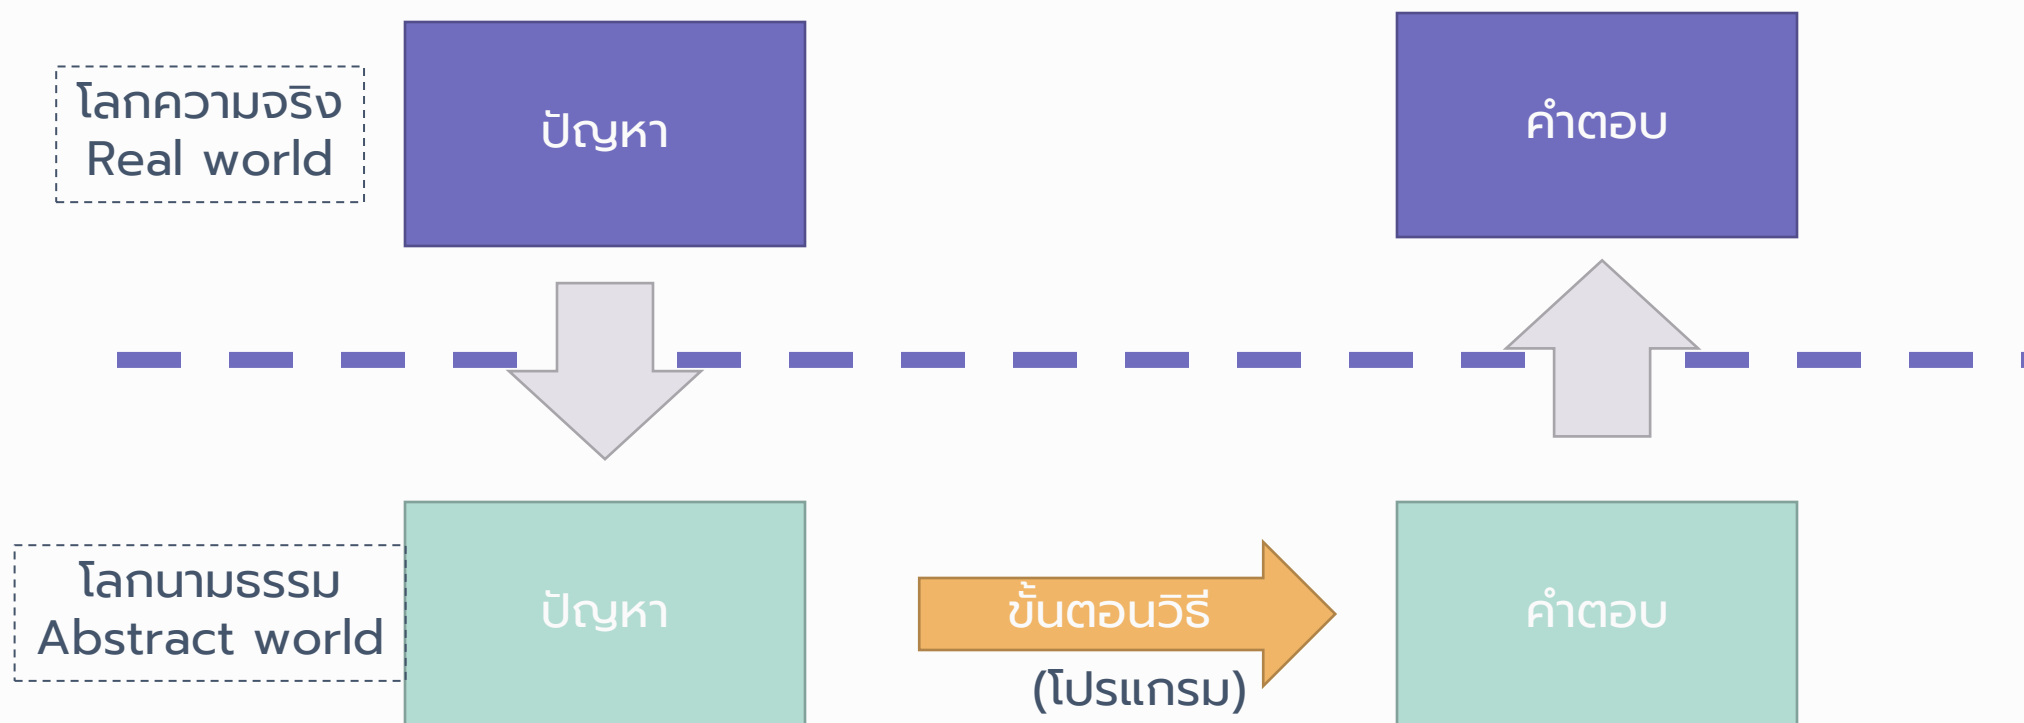 โลกความจริง
Real world
ปัญหา
คำตอบ
โลกนามธรรม
Abstract world
ปัญหา
ขั้นตอนวิธี
(โปรแกรม)
คำตอบ